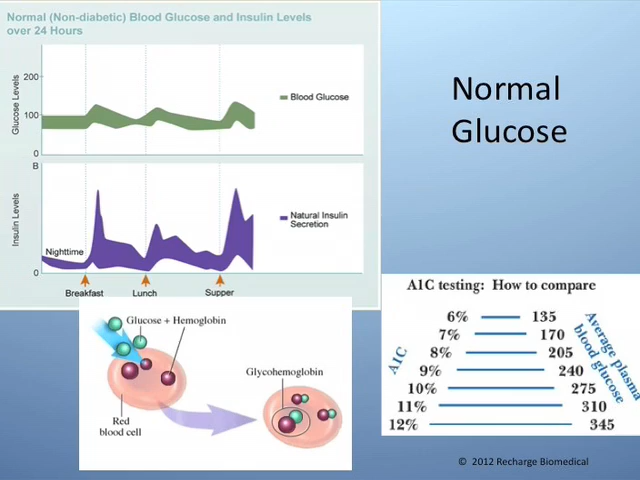 Normal (Non-diabetic) Blood Glucose and Insulin Levels
over 24 Hours
Glucose Levels
200
100
0
Blood Glucose
Insulin Levels
B
0
Nighttime
Natural Insulin
Secretion
Breakfast
Lunch
Supper
Normal
Glucose
A1C testing: How to compare
A1C
6% 135
7% 170
8% 205
9% 240
10% 275
11% 310
12% 345
Average plasma
blood glucose
Glucose + Hemoglobin
Glycohemoglobin
Red
blood cell
© 2012 Recharge Biomedical